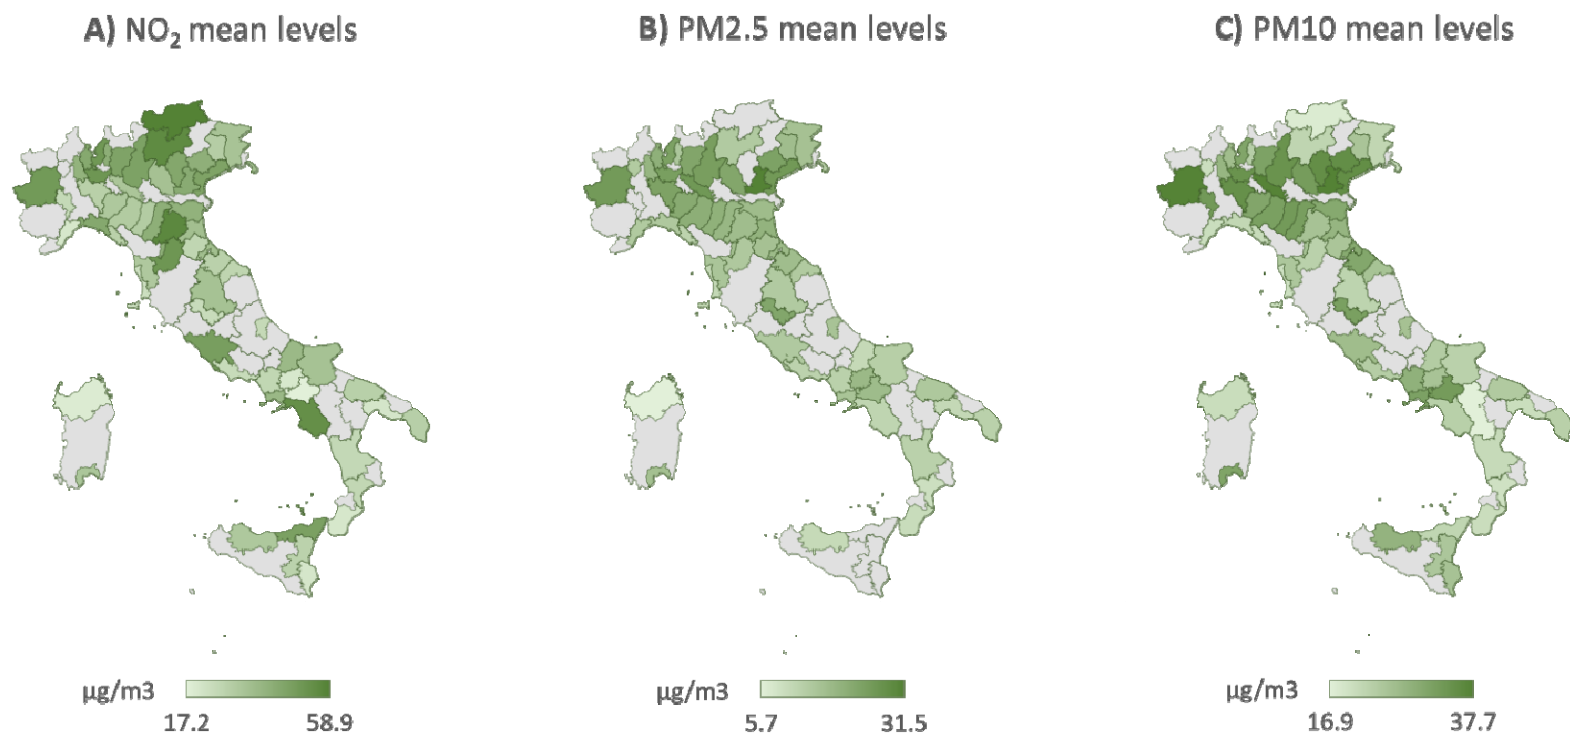 A) NO₂ mean levels
B) PM2.5 mean levels
C) PM10 mean levels
µg/m3
17.2 58.9
µg/m3
5.7 31.5
µg/m3
16.9 37.7